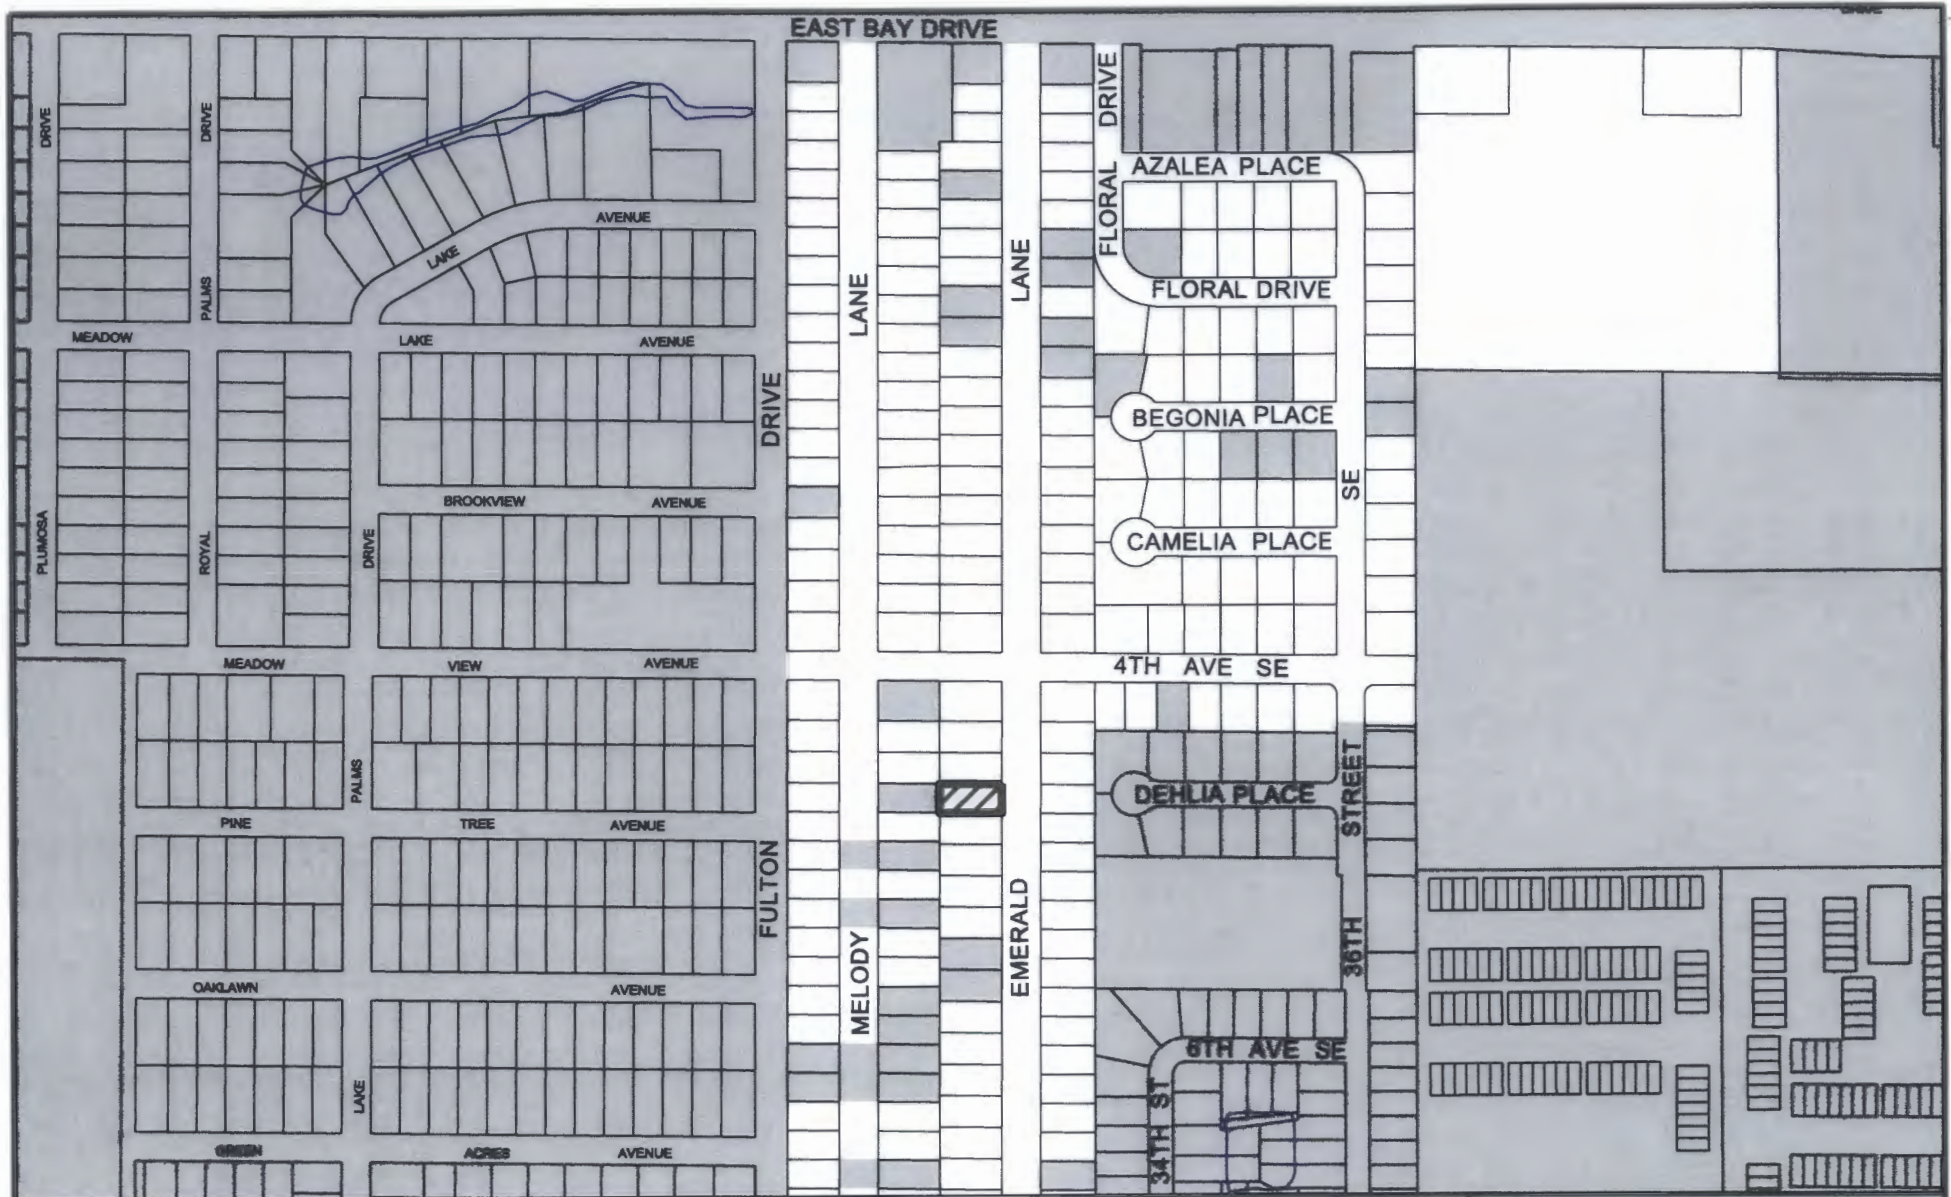 EAST BAY DRIVE
DRIVE
DRIVE
DRIVE
DRIVE
AZALEA PLACE
FLORAL
AVENUE
LAKE
LANE
LANE
PALMS
FLORAL DRIVE
MEADOW
LAKE
AVENUE
DRIVE
BEGONIA PLACE
BROOKVIEW
AVENUE
SE
PLUMOSA
ROYAL
DRIVE
CAMELIA PLACE
MEADOW
VIEW
AVENUE
4TH AVE SE
PALMS
STREET
DEHLIA PLACE
PINE
TREE
AVENUE
FULTON
EMERALD
MELODY
36TH
OAKLAWN
AVENUE
6TH AVE SE
LAKE
34TH ST
GREEN
ACRES
AVENUE